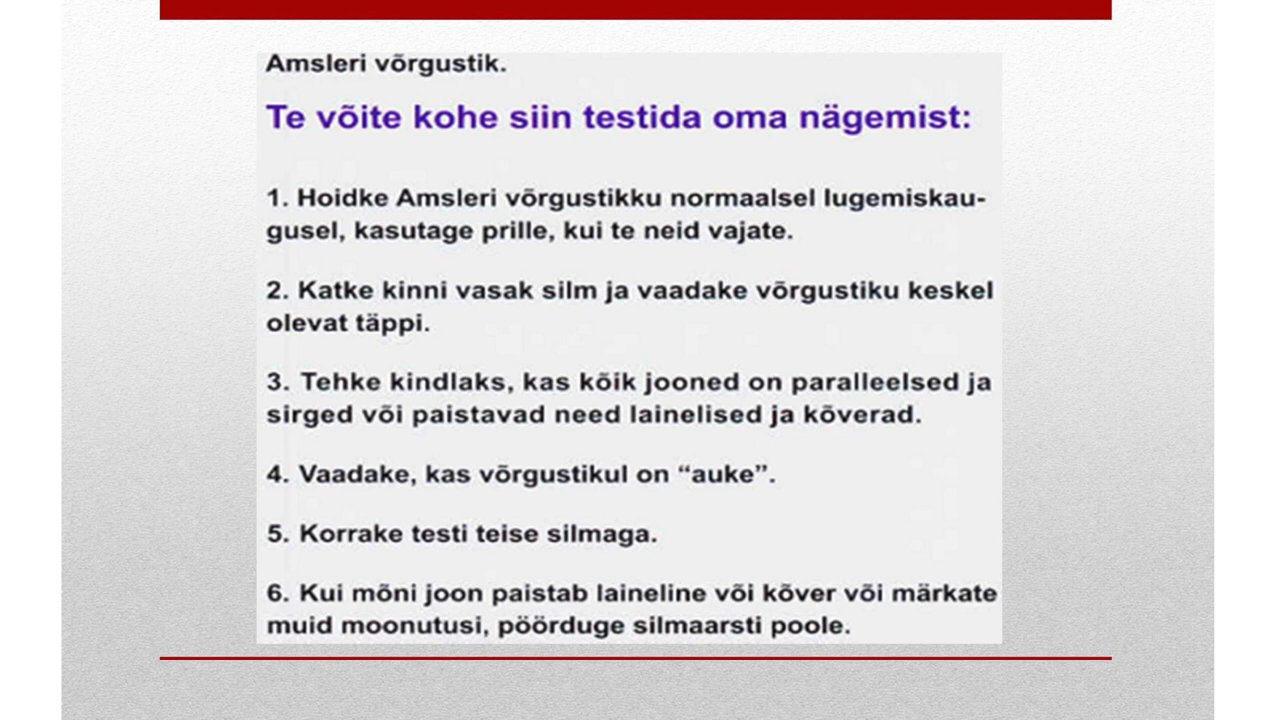 Amsleri võrgustik.
Te võite kohe siin testida oma nägemist:
1. Hoidke Amsleri võrgustikku normaalsel lugemiskau-
gusel, kasutage prille, kui te neid vajate.
2. Katke kinni vasak silm ja vaadake võrgustiku keskel
olevat täppi.
3. Tehke kindlaks, kas kõik jooned on paralleelsed ja
sirged või paistavad need lainelised ja kõverad.
4. Vaadake, kas võrgustikul on “auke”.
5. Korrake testi teise silmaga.
6. Kui mõni joon paistab laineline või kõver või märkate
muid moonutusi, pöörduge silmaarsti poole.